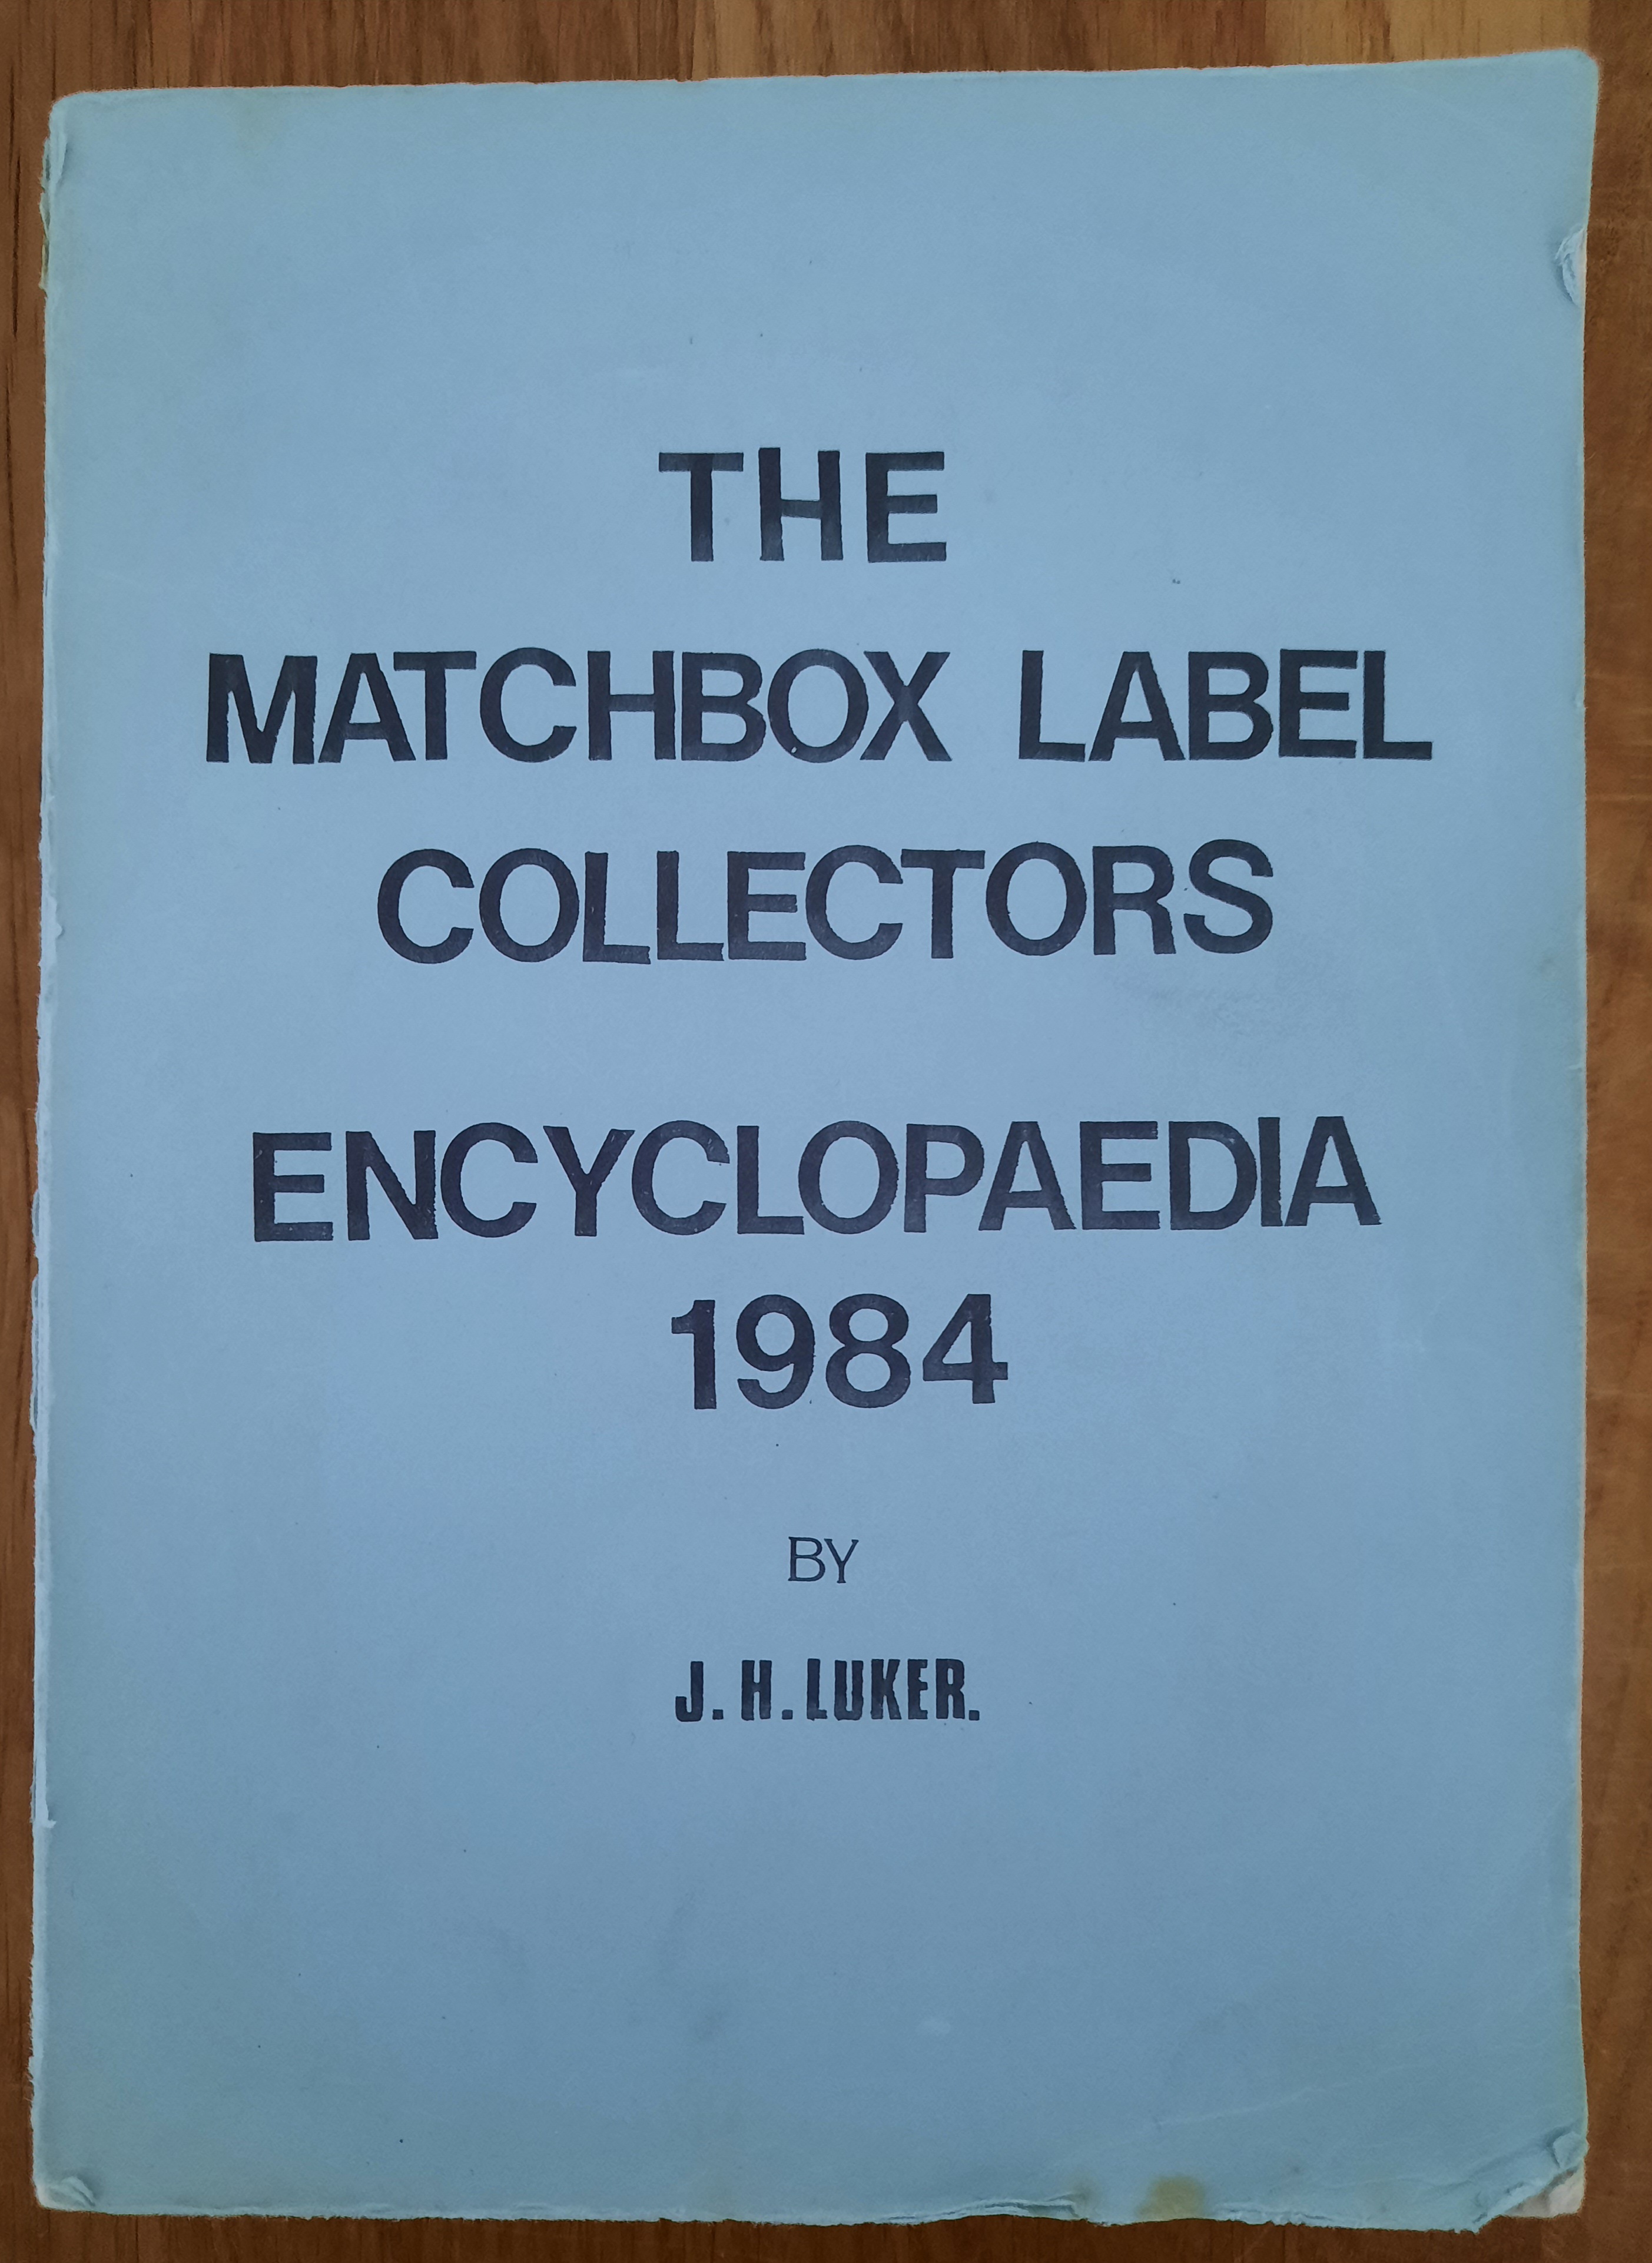 THE
MATCHBOX LABEL
COLLECTORS
ENCYCLOPAEDIA
1984
BY
J. H. LUKER.